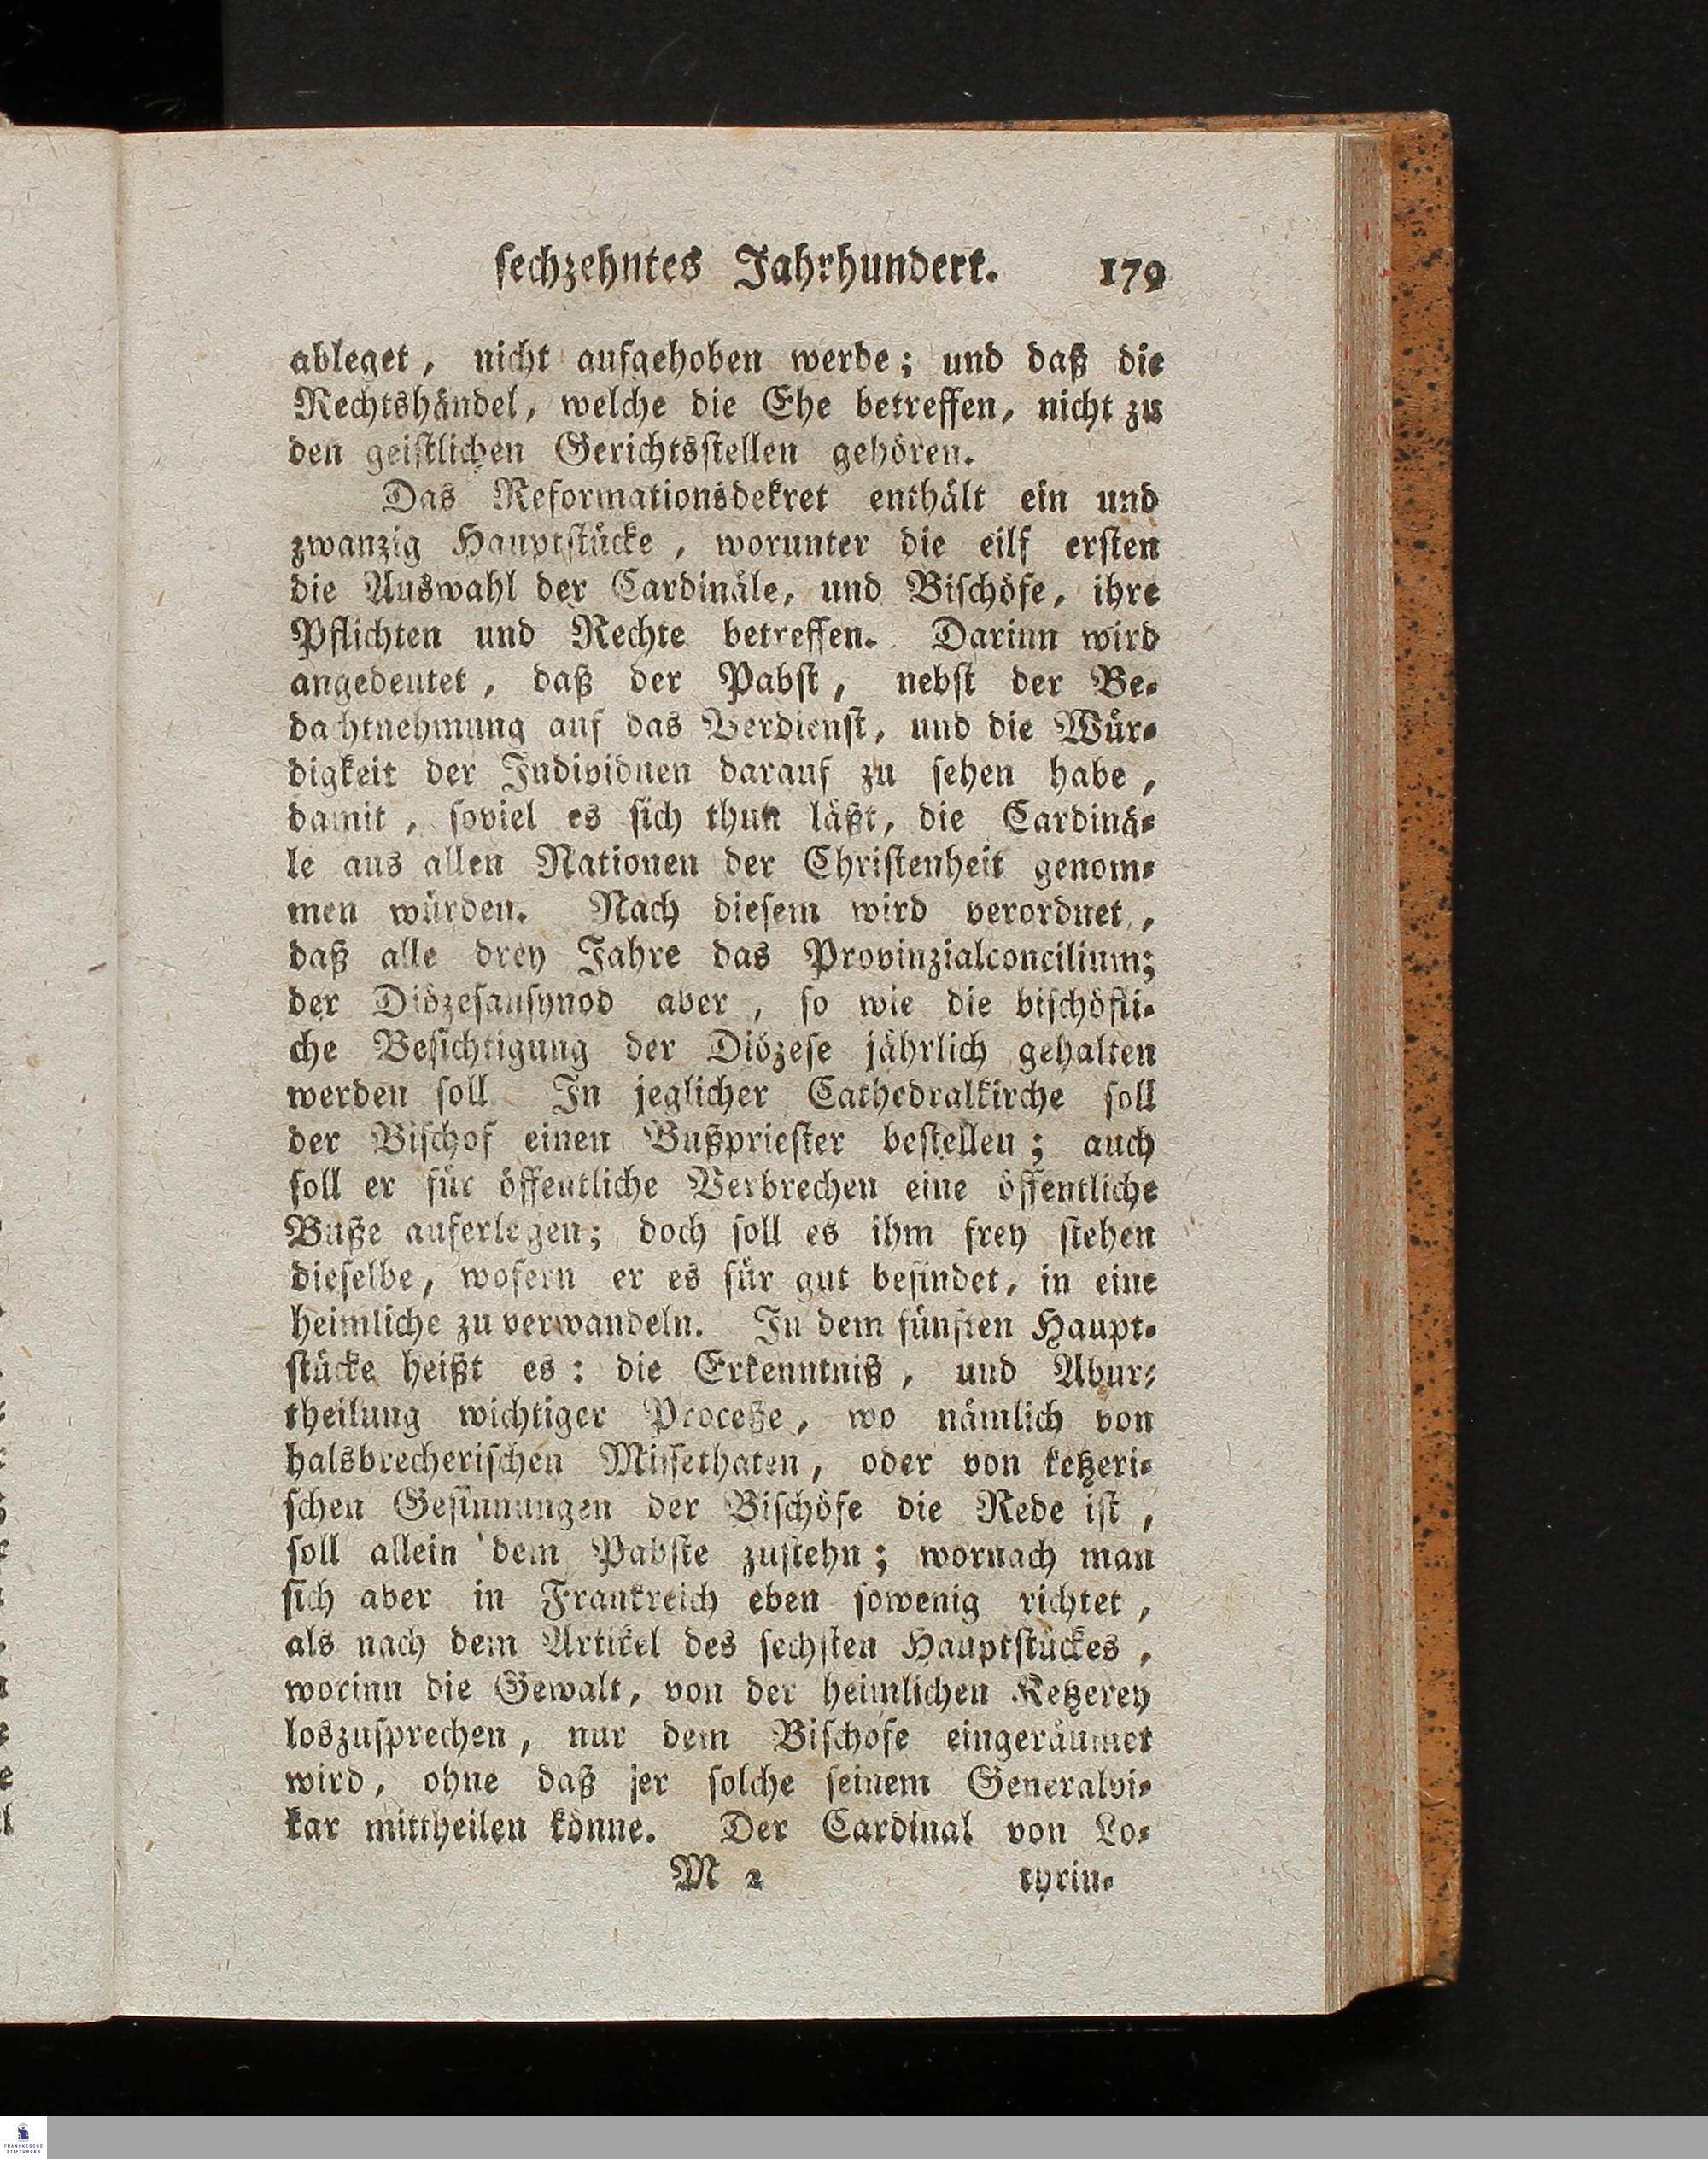 sechzehntes Jahrhundert. 179
ableget, nicht aufgehoben werde; und daß die
Rechtshändel, welche die Ehe betreffen, nicht zu
den geistlichen Gerichtsstellen gehören.
Das Reformationsdekret enthält ein und
zwanzig Hauptstücke, worunter die eilf ersten
die Auswahl der Cardinäle, und Bischöfe, ihre
Pflichten und Rechte betreffen. Darinn wird
angedeutet, daß der Pabst, nebst der Be-
dachtnehmung auf das Verdienst, und die Wür-
digkeit der Individuen darauf zu sehen habe,
damit, soviel es sich thun läßt, die Cardinä-
le aus allen Nationen der Christenheit genom-
men würden. Nach diesem wird verordnet,
daß alle drey Jahre das Provinzialconcilium;
der Diözesansynod aber, so wie die bischöfli-
che Besichtigung der Diözese jährlich gehalten
werden soll In jeglicher Cathedralkirche soll
der Bischof einen Bußpriester bestellen; auch
soll er für öffentliche Verbrechen eine öffentliche
Buße auferlegen; doch soll es ihm frey stehen
dieselbe, wofern er es für gut befindet, in eine
heimliche zu verwandeln. In dem fünften Haupt-
stücke heißt es: die Erkenntniß, und Abur-
theilung wichtiger Proceße, wo nämlich von
halsbrecherischen Missethaten, oder von ketzeri-
schen Gesinnungen der Bischöfe die Rede ist,
soll allein dem Pabste zustehn; wornach man
sich aber in Frankreich eben sowenig richtet,
als nach dem Artikel des sechsten Hauptstückes,
worinn die Gewalt, von der heimlichen Ketzerey
loszusprechen, nur dem Bischofe eingeräumet
wird, ohne daß jer solche seinem Generalvi-
kar mittheilen könne. Der Cardinal von Lo-
M 2 thrin-
FRANCKESCHE
STIFTUNGEN